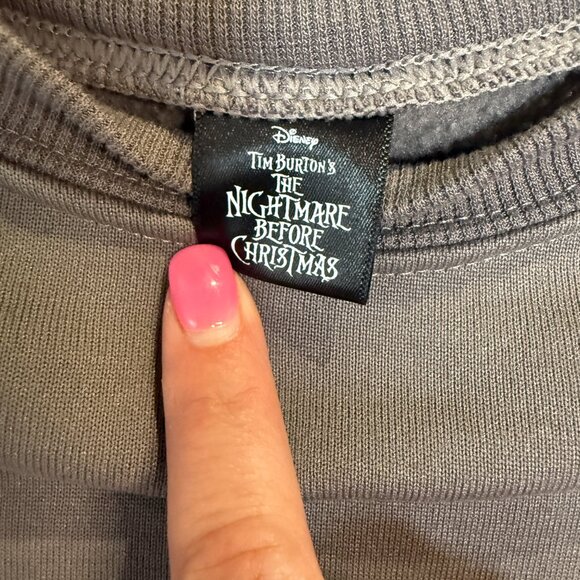 Disney
Tim Burton's
The
Nightmare
Before
Christmas